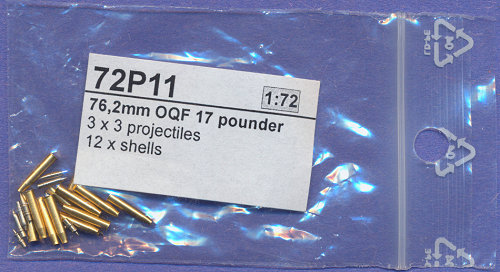 72P11
1:72
76,2mm OQF 17 pounder
3 x 3 projectiles
12 x shells